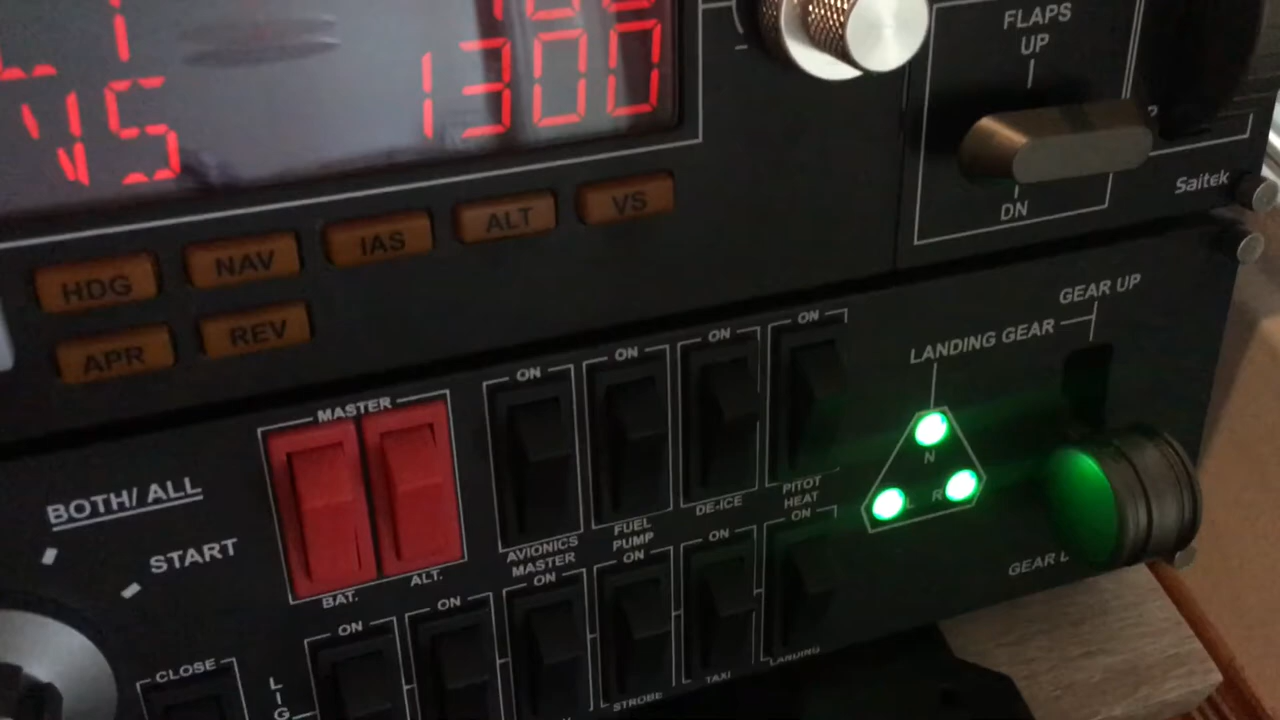 VS 1300
FLAPS
UP
DN
Saitek
HDG
NAV
IAS
ALT
VS
APR
REV
GEAR UP
LANDING GEAR
N
L
R
GEAR
MASTER
BAT.
ALT.
ON
ON
ON
ON
AVIONICS
MASTER
FUEL
PUMP
DE-ICE
PITOT
HEAT
BOTH/ ALL
START
ON
ON
ON
ON
ON
ON
CLOSE
STROBE
TAXI
LANDING